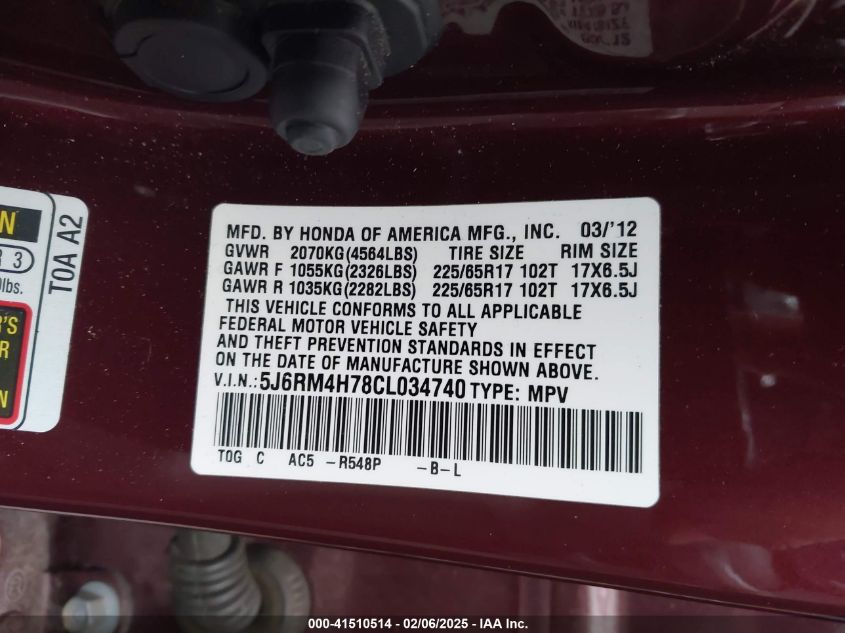 MFD. BY HONDA OF AMERICA MFG., INC. 03/'12
GVWR 2070KG(4564LBS) TIRE SIZE RIM SIZE
GAWR F 1055KG(2326LBS) 225/65R17 102T 17X6.5J
GAWR R 1035KG(2282LBS) 225/65R17 102T 17X6.5J
THIS VEHICLE CONFORMS TO ALL APPLICABLE
FEDERAL MOTOR VEHICLE SAFETY
AND THEFT PREVENTION STANDARDS IN EFFECT
ON THE DATE OF MANUFACTURE SHOWN ABOVE.
V.I.N.: 5J6RM4H78CL034740 TYPE: MPV
T0G C AC5 -R548P -B-L
T0A A2
3
lbs.
000-41510514 - 02/06/2025 - IAA Inc.